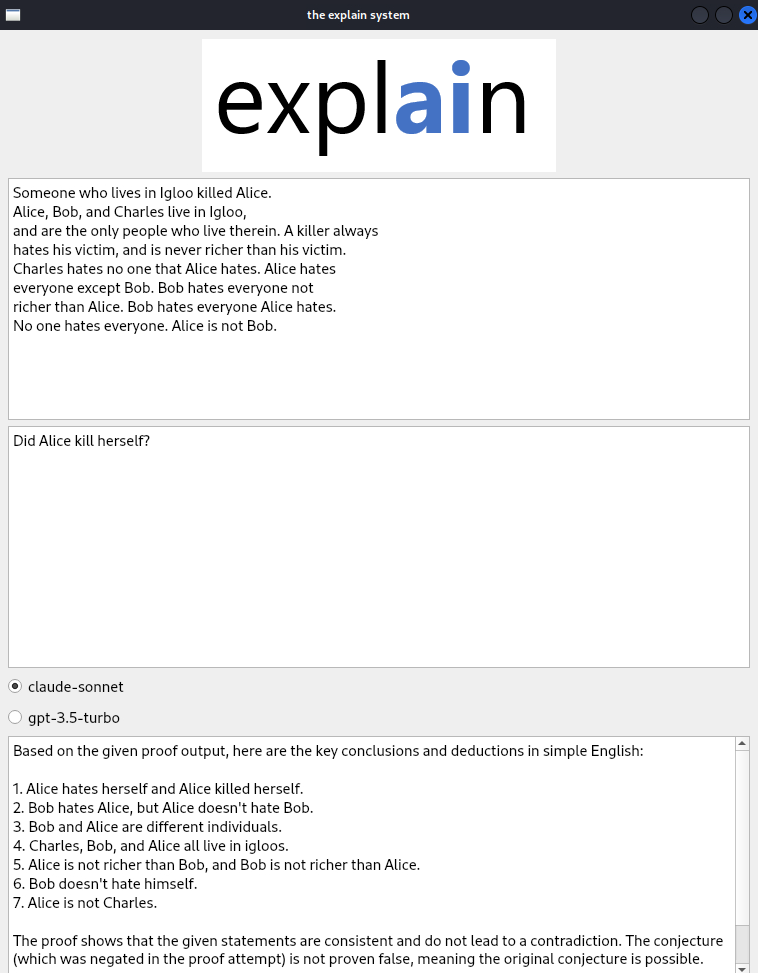 the explain system
explain
Someone who lives in Igloo killed Alice.
Alice, Bob, and Charles live in Igloo,
and are the only people who live therein. A killer always
hates his victim, and is never richer than his victim.
Charles hates no one that Alice hates. Alice hates
everyone except Bob. Bob hates everyone not
richer than Alice. Bob hates everyone Alice hates.
No one hates everyone. Alice is not Bob.
Did Alice kill herself?
claude-sonnet
gpt-3.5-turbo
Based on the given proof output, here are the key conclusions and deductions in simple English:
1. Alice hates herself and Alice killed herself.
2. Bob hates Alice, but Alice doesn't hate Bob.
3. Bob and Alice are different individuals.
4. Charles, Bob, and Alice all live in igloos.
5. Alice is not richer than Bob, and Bob is not richer than Alice.
6. Bob doesn't hate himself.
7. Alice is not Charles.
The proof shows that the given statements are consistent and do not lead to a contradiction. The conjecture
(which was negated in the proof attempt) is not proven false, meaning the original conjecture is possible.